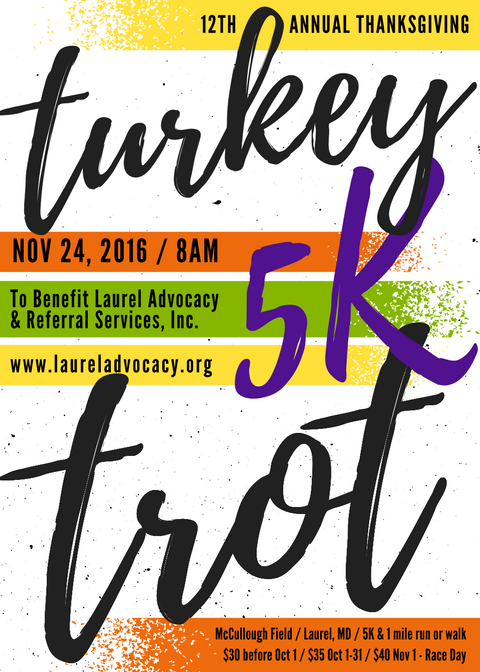 12TH ANNUAL THANKSGIVING
turkey
5K
NOV 24, 2016 / 8AM
To Benefit Laurel Advocacy
& Referral Services, Inc.
www.laureladvocacy.org
trot
McCullough Field / Laurel, MD / 5K & 1 mile run or walk
$30 before Oct 1 / $35 Oct 1-31 / $40 Nov 1 - Race Day